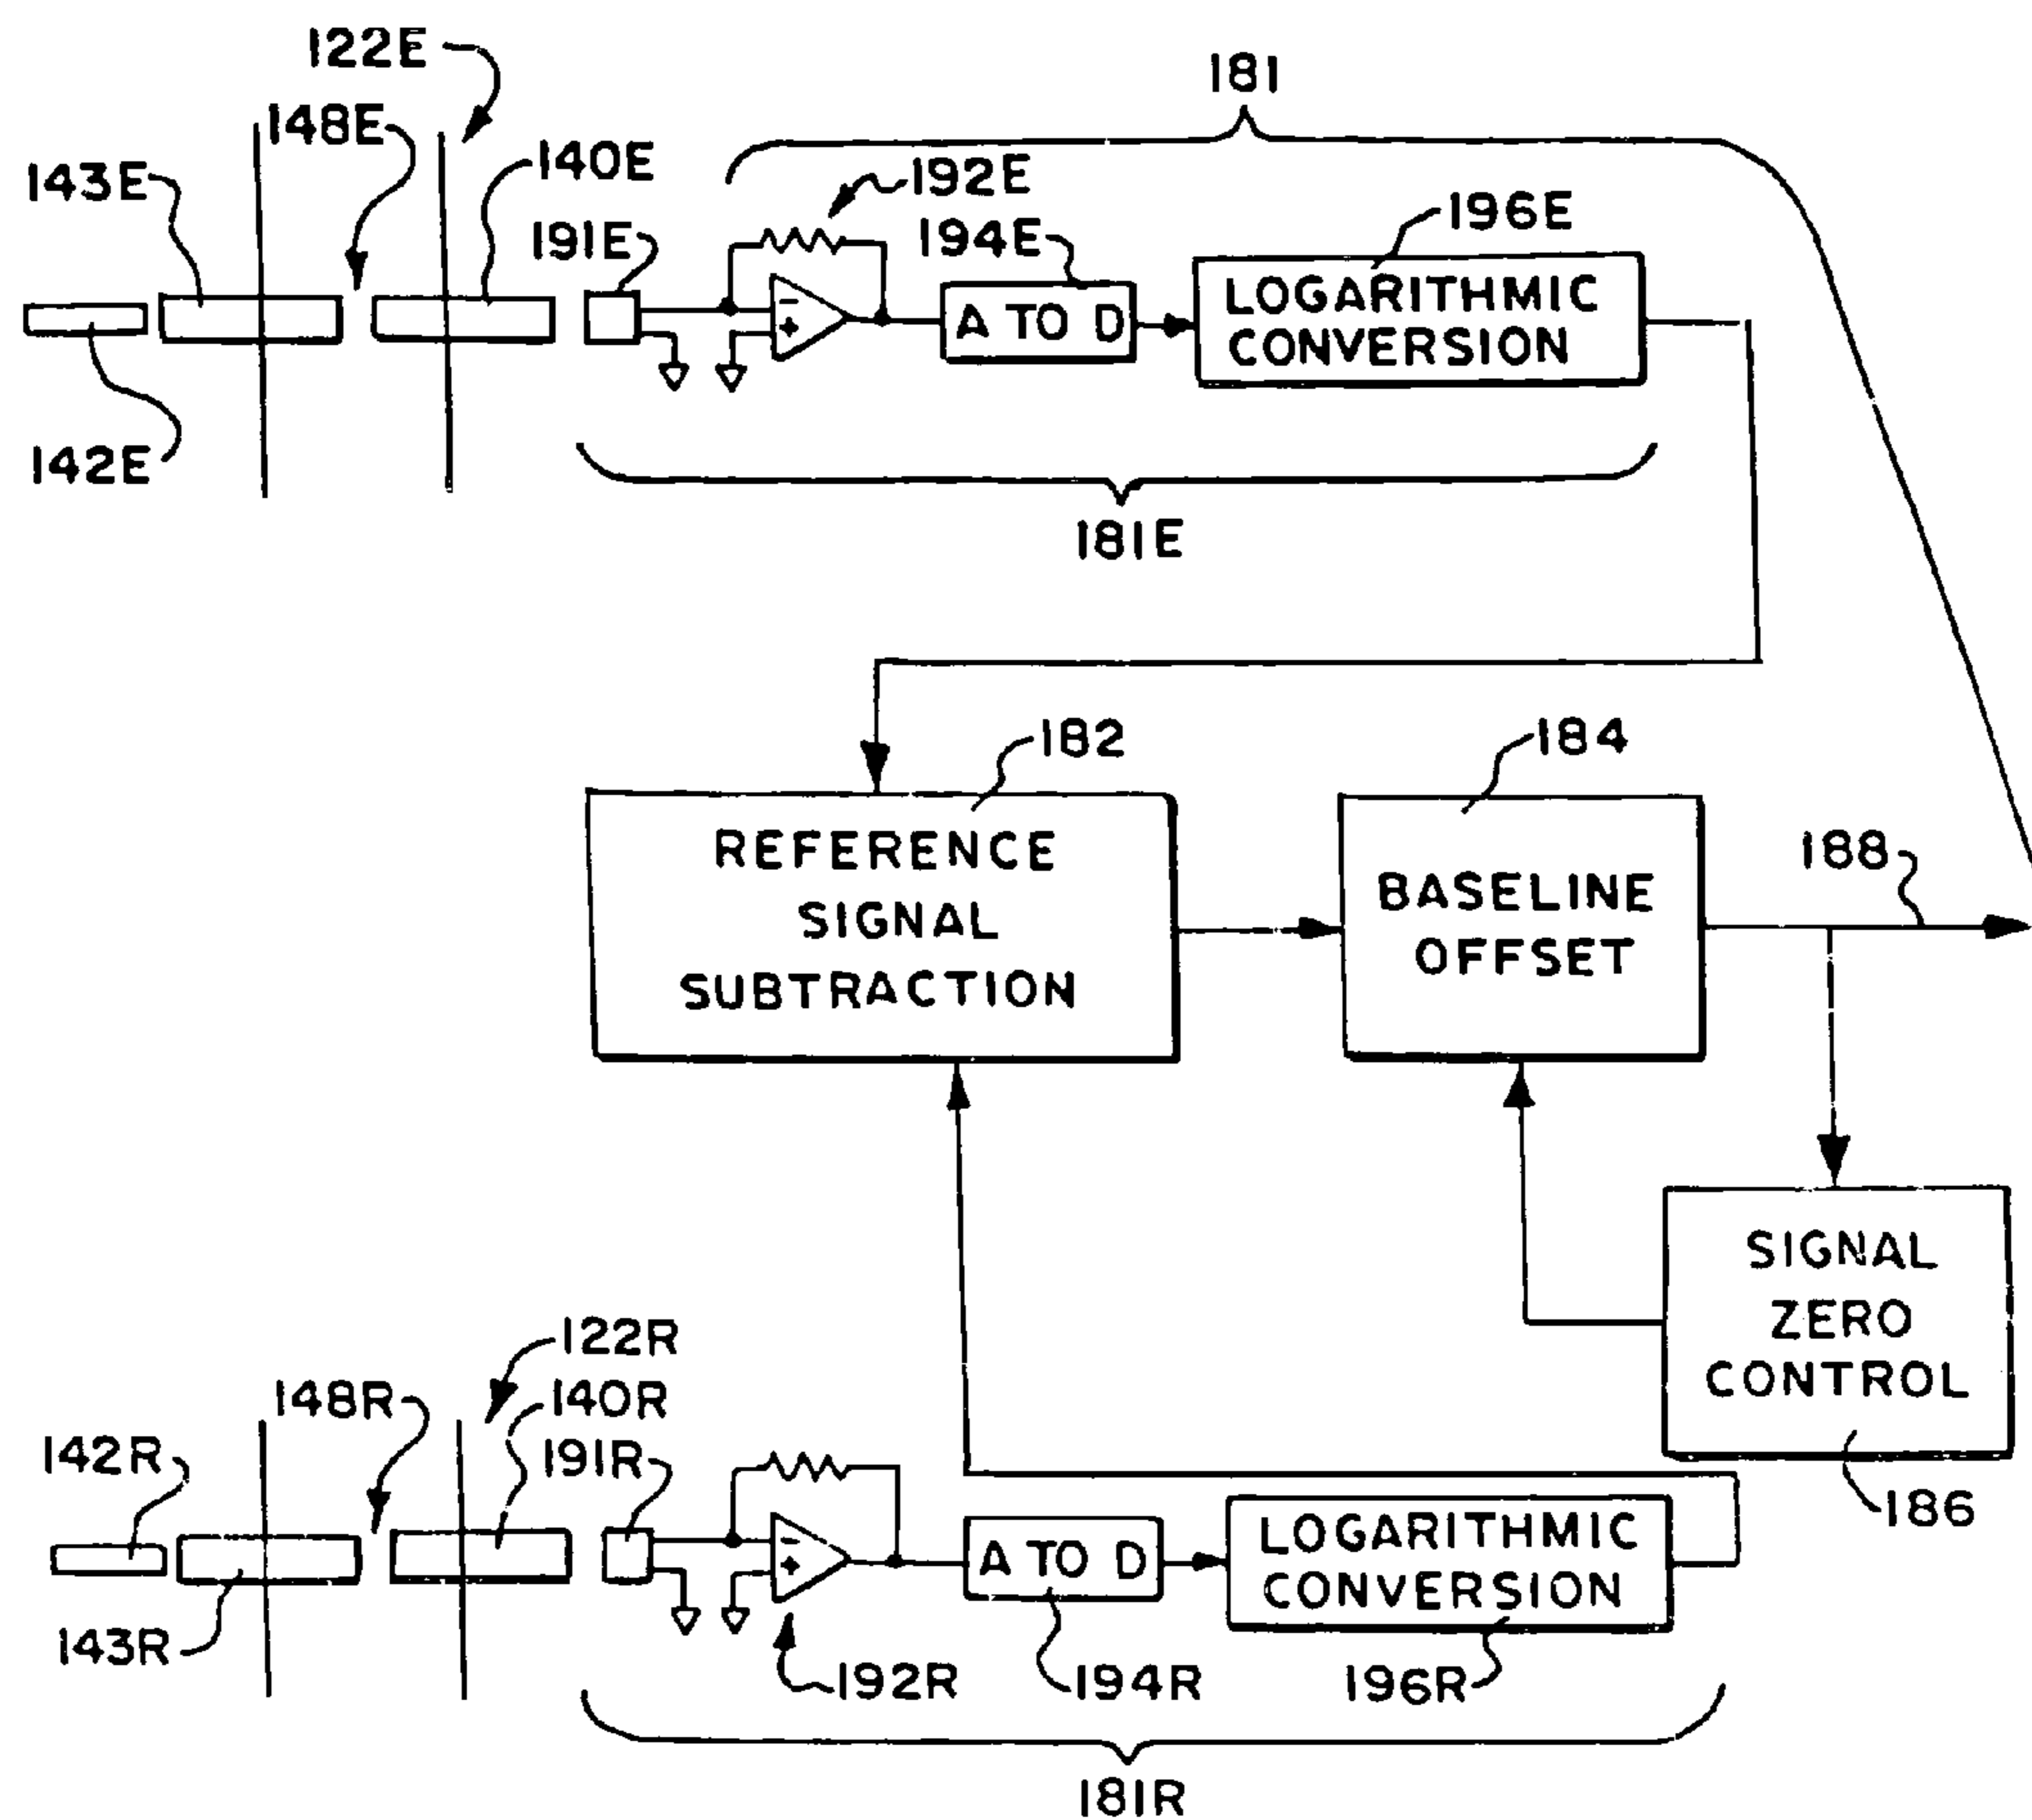 122E
181
148E
143E
140E
192E
191E
194E
196E
A TO D
LOGARITHMIC
CONVERSION
-
+
142E
181E
182
184
188
REFERENCE
SIGNAL
SUBTRACTION
BASELINE
OFFSET
SIGNAL
ZERO
CONTROL
186
122R
148R
140R
142R
191R
-
+
A TO D
LOGARITHMIC
CONVERSION
143R
192R
194R
196R
181R